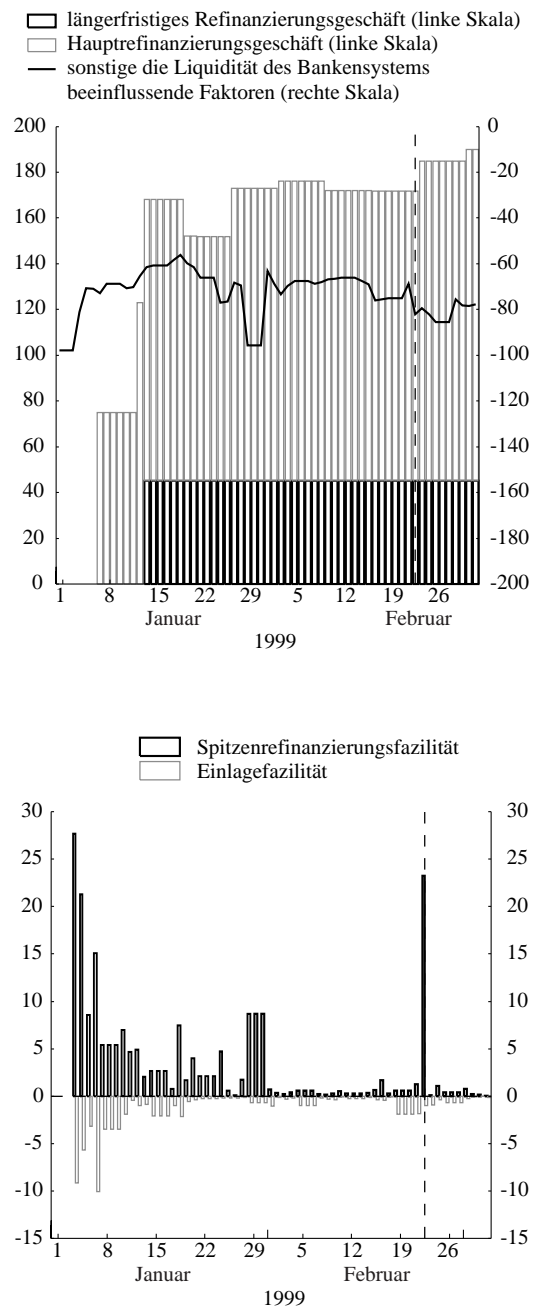 längerfristiges Refinanzierungsgeschäft (linke Skala)
Hauptrefinanzierungsgeschäft (linke Skala)
sonstige die Liquidität des Bankensystems
beeinflussende Faktoren (rechte Skala)
200 0
180 -20
160 -40
140 -60
120 -80
100 -100
80 -120
60 -140
40 -160
20 -180
0 -200
1 8 15 22 29 5 12 19 26
Januar Februar
1999
Spitzenrefinanzierungsfazilität
Einlagefazilität
30 30
25 25
20 20
15 15
10 10
5 5
0 0
-5 -5
-10 -10
-15 -15
1 8 15 22 29 5 12 19 26
Januar Februar
1999